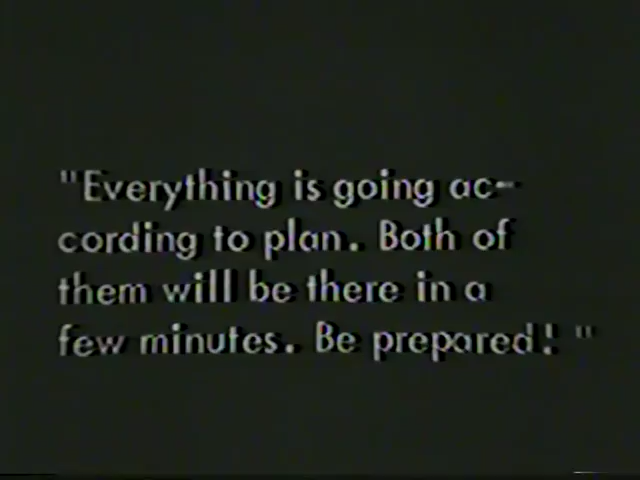 "Everything is going ac-
cording to plan. Both of
them will be there in a
few minutes. Be prepared! "